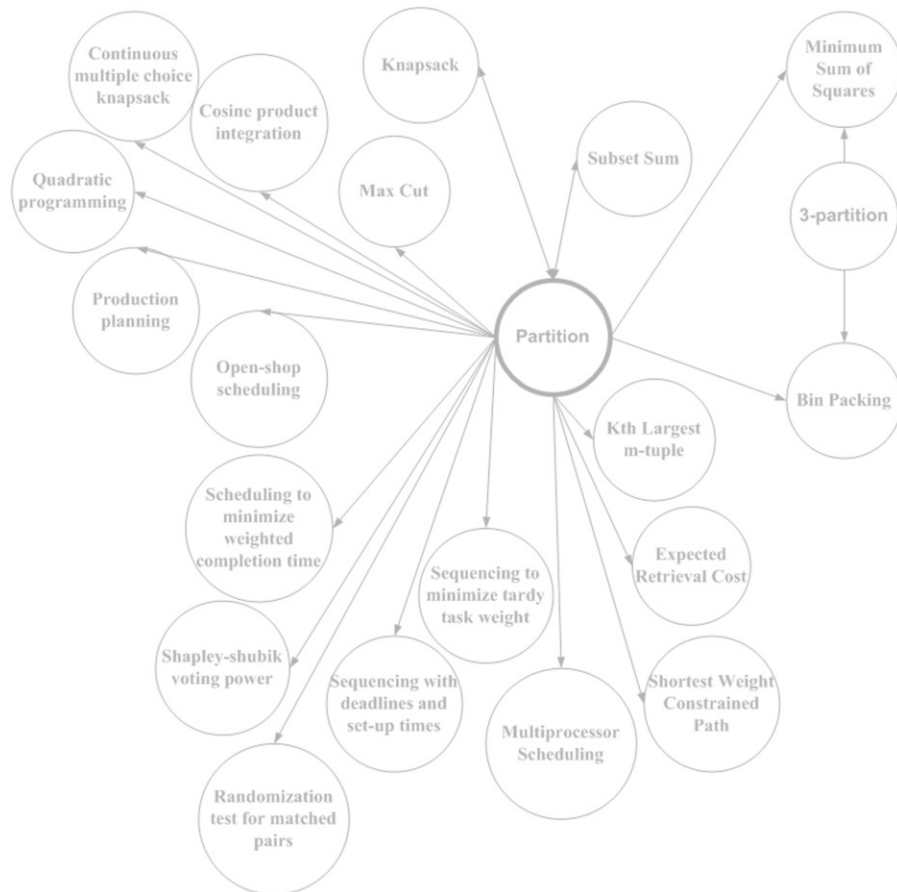 Continuous
multiple choice
knapsack
Cosine product
integration
Knapsack
Minimum
Sum of
Squares
Quadratic
programming
Max Cut
Subset Sum
3-partition
Production
planning
Partition
Open-shop
scheduling
Bin Packing
Kth Largest
m-tuple
Scheduling to
minimize
weighted
completion time
Sequencing to
minimize tardy
task weight
Expected
Retrieval Cost
Shapley-shubik
voting power
Sequencing with
deadlines and
set-up times
Multiprocessor
Scheduling
Shortest Weight
Constrained
Path
Randomization
test for matched
pairs